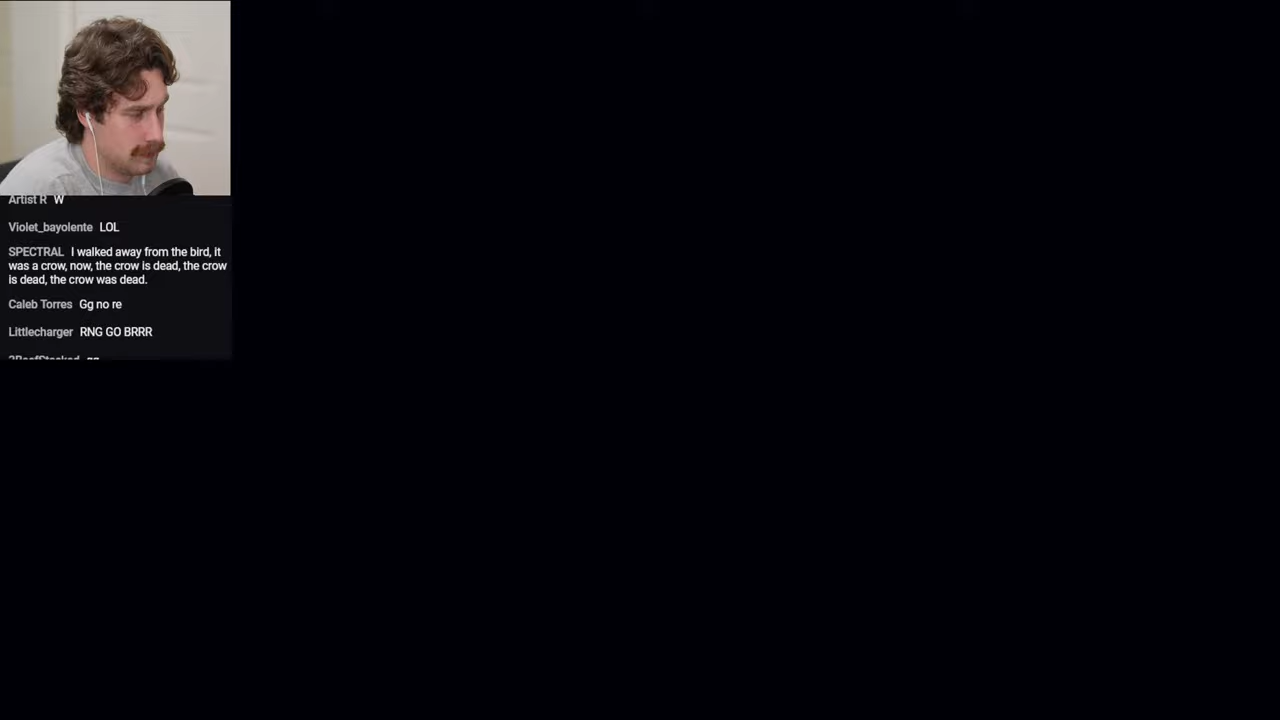 Artist R W
Violet_bayolente LOL
SPECTRAL I walked away from the bird, it
was a crow, now, the crow is dead, the crow
is dead, the crow was dead.
Caleb Torres Gg no re
Littlecharger RNG GO BRRR